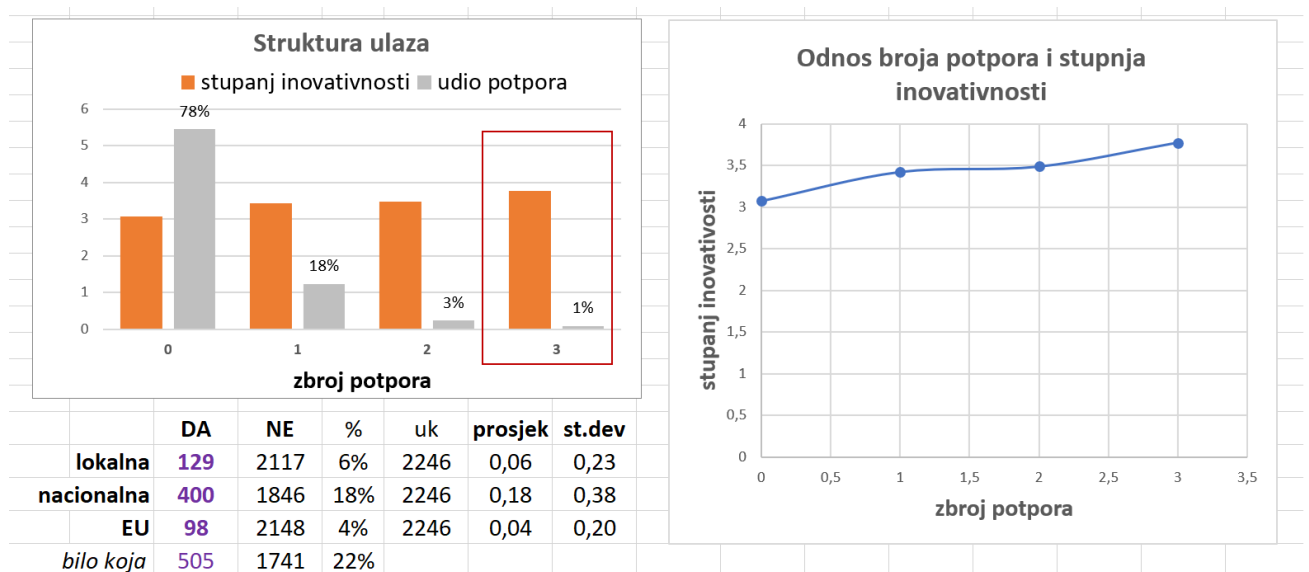 Struktura ulaza
stupanj inovativnosti udio potpora
6
5
4
3
2
1
0
78%
18%
3%
1%
0 1 2 3
zbroj potpora
DA NE % uk prosjek st.dev
lokalna 129 2117 6% 2246 0,06 0,23
nacionalna 400 1846 18% 2246 0,18 0,38
EU 98 2148 4% 2246 0,04 0,20
bilo koja 505 1741 22%
Odnos broja potpora i stupnja
inovativnosti
stupanj inovativosti
4
3,5
3
2,5
2
1,5
1
0,5
0
0 0,5 1 1,5 2 2,5 3 3,5
zbroj potpora